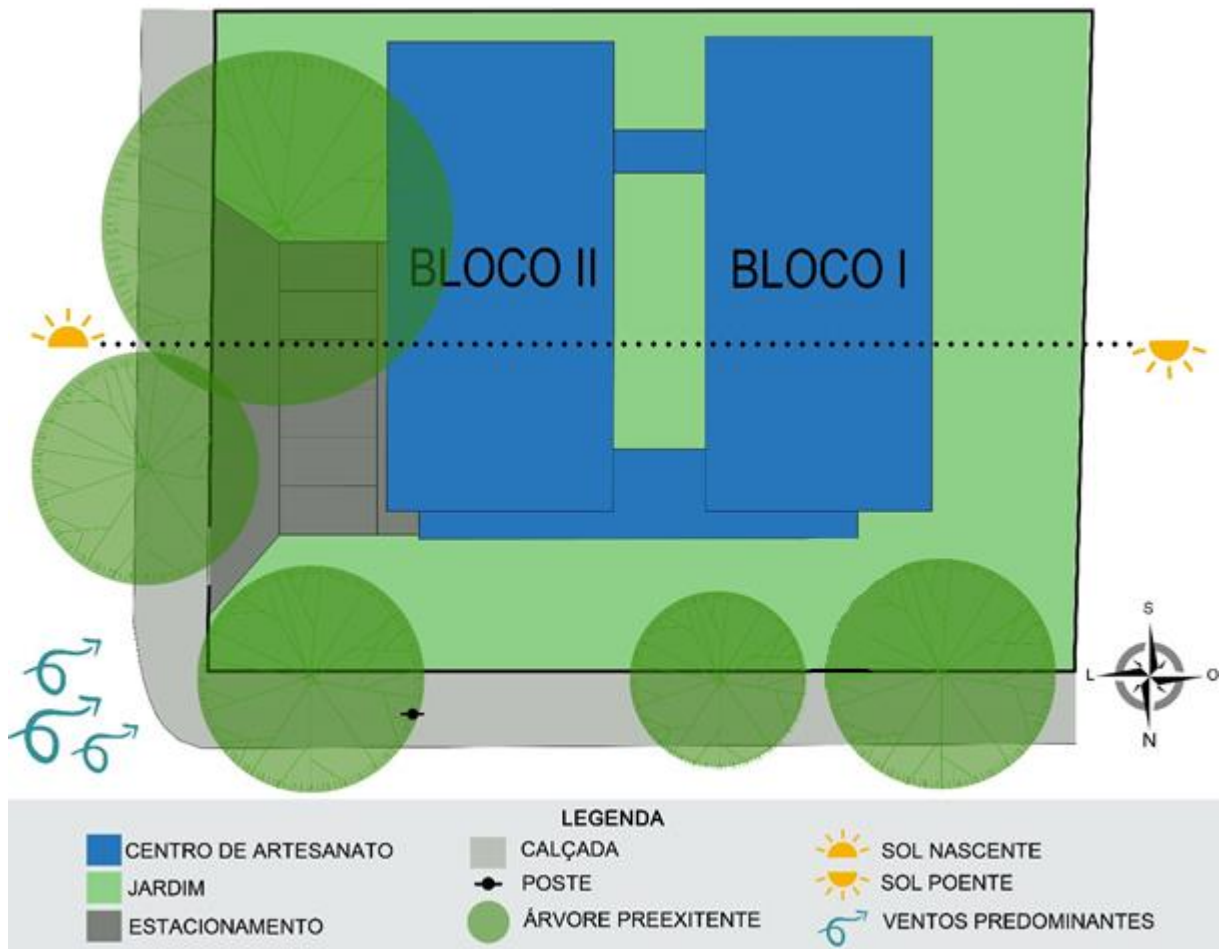 BLOCO II
BLOCO I
S
L
O
N
LEGENDA
CENTRO DE ARTESANATO
JARDIM
ESTACIONAMENTO
CALÇADA
POSTE
ÁRVORE PREEXITENTE
SOL NASCENTE
SOL POENTE
VENTOS PREDOMINANTES